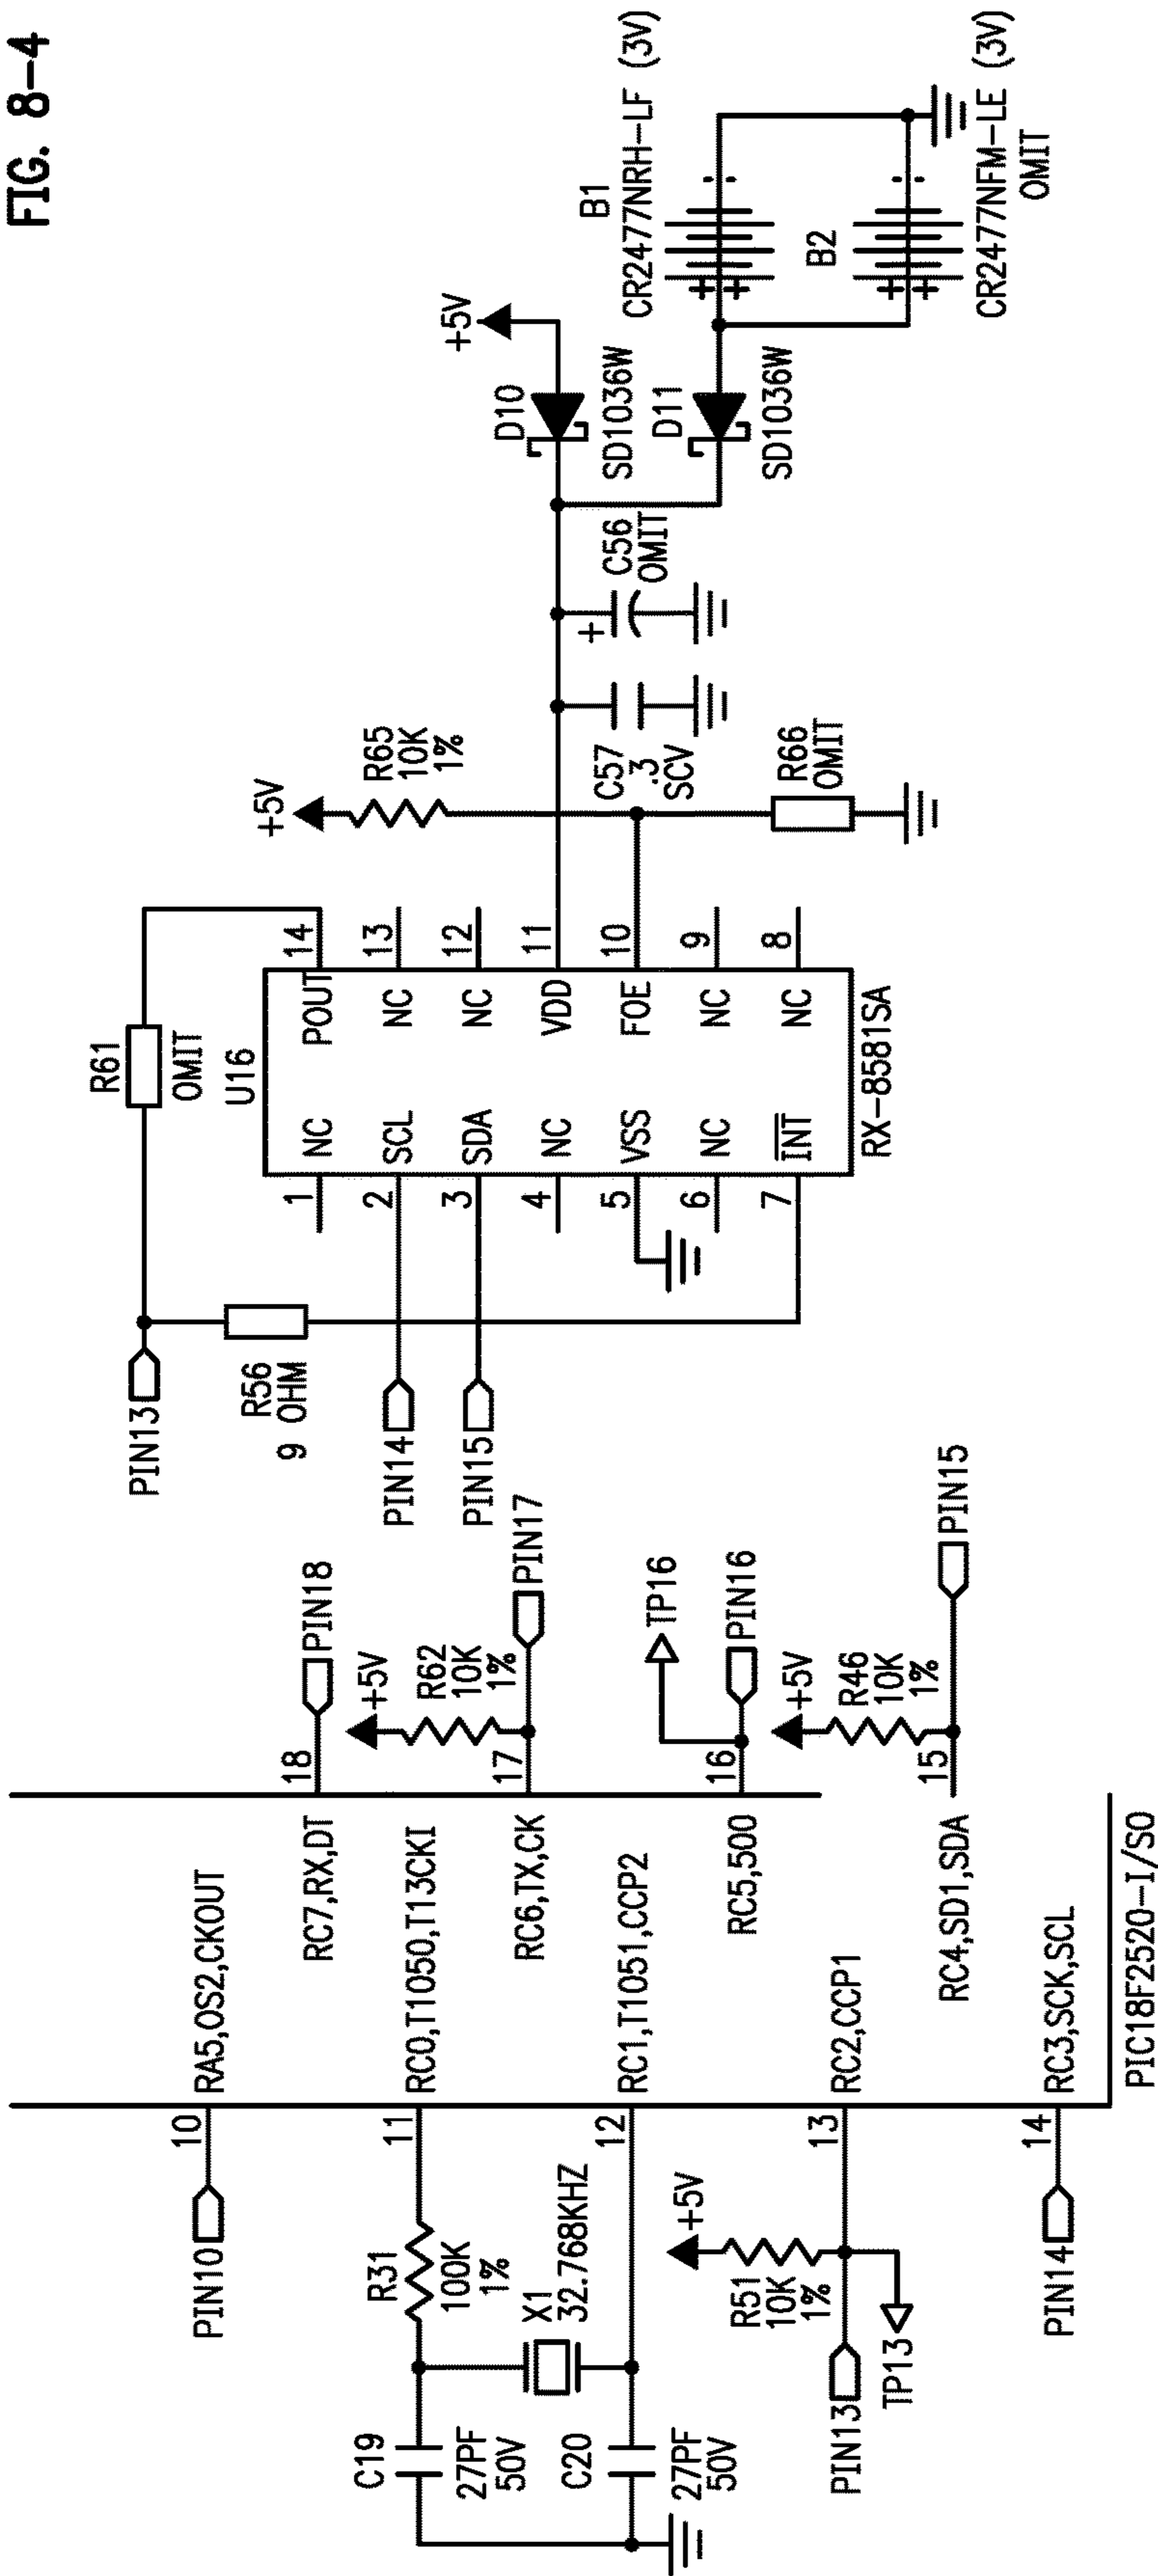 FIG. 8-4
PIN10
10
RA5,OS2,CKOUT
RC7,RX,DT
18
PIN18
+5V
R62
10K
1%
RC0,T1050,T13CKI
11
R31
100K
1%
C19
27PF
50V
X1
32.768KHZ
RC6,TX,CK
17
PIN17
RC1,T1051,CCP2
12
C20
27PF
50V
TP16
RC5,500
16
PIN16
+5V
R51
10K
1%
PIN13
TP13
13
RC2,CCP1
+5V
R46
10K
1%
RC4,SD1,SDA
15
PIN15
PIN14
14
RC3,SCK,SCL
PIC18F2520-I/SO
PIN13
R56
9 OHM
PIN14
PIN15
R61
OMIT
U16
1
NC
POUT
14
2
SCL
NC
13
3
SDA
NC
12
4
NC
VDD
11
5
VSS
FOE
10
6
NC
NC
9
7
INT
NC
8
RX-8581SA
+5V
R65
10K
1%
C57
.3
SCV
R66
OMIT
+
C56
OMIT
+5V
D10
SD1036W
D11
SD1036W
B1
CR2477NRH-LF (3V)
+ +
- -
B2
+ +
- -
CR2477NFM-LE (3V)
OMIT